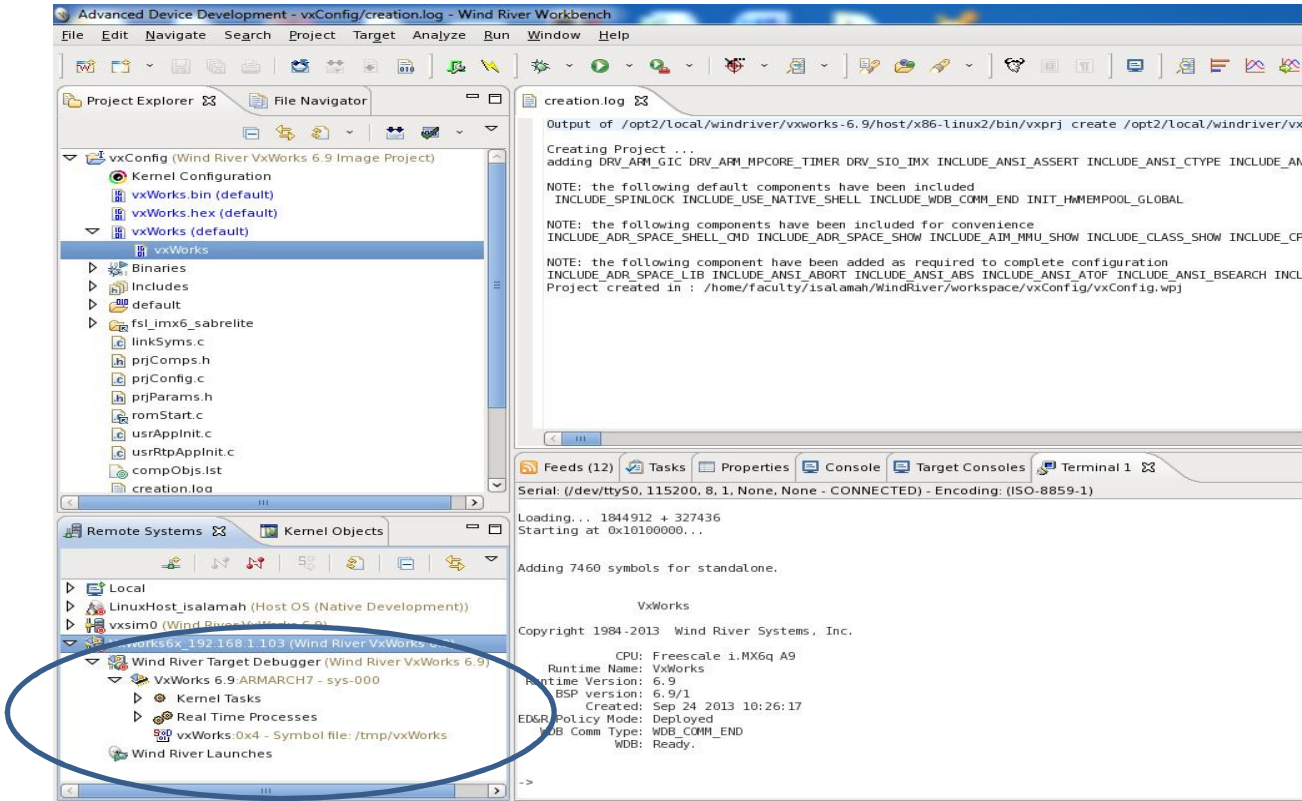 Advanced Device Development - vxConfig/creation.log - Wind River Workbench
File Edit Navigate Search Project Target Analyze Run Window Help
Project Explorer File Navigator
vxConfig (Wind River VxWorks 6.9 Image Project)
Kernel Configuration
vxWorks.bin (default)
vxWorks.hex (default)
vxWorks (default)
vxWorks
Binaries
Includes
default
fsl_imx6_sabrelite
linkSyms.c
prjComps.h
prjConfig.c
prjParams.h
romStart.c
usrAppInit.c
usrRtpAppInit.c
compObjs.lst
creation.log
creation.log
Output of /opt2/local/windriver/vxworks-6.9/host/x86-linux2/bin/vxprj create /opt2/local/windriver/vx
Creating Project ...
adding DRV_ARM_GIC DRV_ARM_MPCORE_TIMER DRV_SIO_IMX INCLUDE_ANSI_ASSERT INCLUDE_ANSI_CTYPE INCLUDE_AN
NOTE: the following default components have been included
INCLUDE_SPINLOCK INCLUDE_USE_NATIVE_SHELL INCLUDE_WDB_COMM_END INIT_HWMEMPOOL_GLOBAL
NOTE: the following components have been included for convenience
INCLUDE_ADR_SPACE_SHELL_CMD INCLUDE_ADR_SPACE_SHOW INCLUDE_AIM_MMU_SHOW INCLUDE_CLASS_SHOW INCLUDE_CP
NOTE: the following component have been added as required to complete configuration
INCLUDE_ADR_SPACE_LIB INCLUDE_ANSI_ABORT INCLUDE_ANSI_ABS INCLUDE_ANSI_ATOF INCLUDE_ANSI_BSEARCH INCL
Project created in : /home/faculty/isalamah/WindRiver/workspace/vxConfig/vxConfig.wpj
Remote Systems Kernel Objects
Local
LinuxHost_isalamah (Host OS (Native Development))
vxsim0 (Wind River VxWorks 6.9)
VxWorks6x_192.168.1.103 (Wind River VxWorks 6.9)
Wind River Target Debugger (Wind River VxWorks 6.9)
VxWorks 6.9:ARMARCH7 - sys-000
Kernel Tasks
Real Time Processes
vxWorks:0x4 - Symbol file: /tmp/vxWorks
Wind River Launches
Feeds (12) Tasks Properties Console Target Consoles Terminal 1
Serial: (/dev/ttyS0, 115200, 8, 1, None, None - CONNECTED) - Encoding: (ISO-8859-1)
Loading... 1844912 + 327436
Starting at 0x10100000...
Adding 7460 symbols for standalone.
VxWorks
Copyright 1984-2013 Wind River Systems, Inc.
CPU: Freescale i.MX6q A9
Runtime Name: VxWorks
Runtime Version: 6.9
BSP version: 6.9/1
Created: Sep 24 2013 10:26:17
ED&R Policy Mode: Deployed
WDB Comm Type: WDB_COMM_END
WDB: Ready.
->